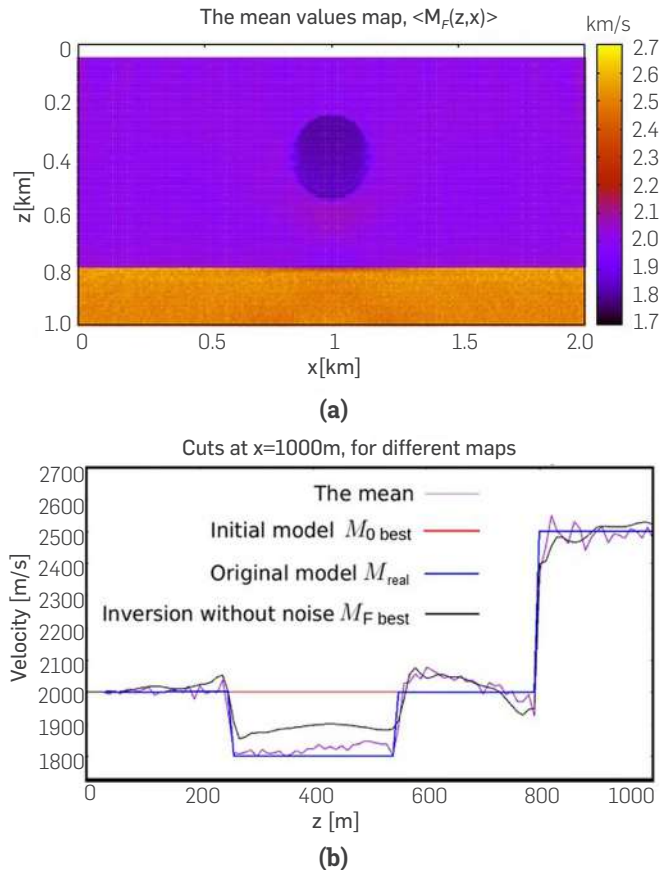 The mean values map, <M_F(z,x)>
km/s
0
0.2
0.4
0.6
0.8
1.0
z[km]
2.7
2.6
2.5
2.4
2.3
2.2
2.1
2.0
1.9
1.8
1.7
0
0.5
1
1.5
2.0
x[km]
(a)
Cuts at x=1000m, for different maps
2700
2600
2500
2400
2300
2200
2100
2000
1900
1800
Velocity [m/s]
The mean
Initial model M_0 best
Original model M_real
Inversion without noise M_F best
0
200
400
600
800
1000
z [m]
(b)